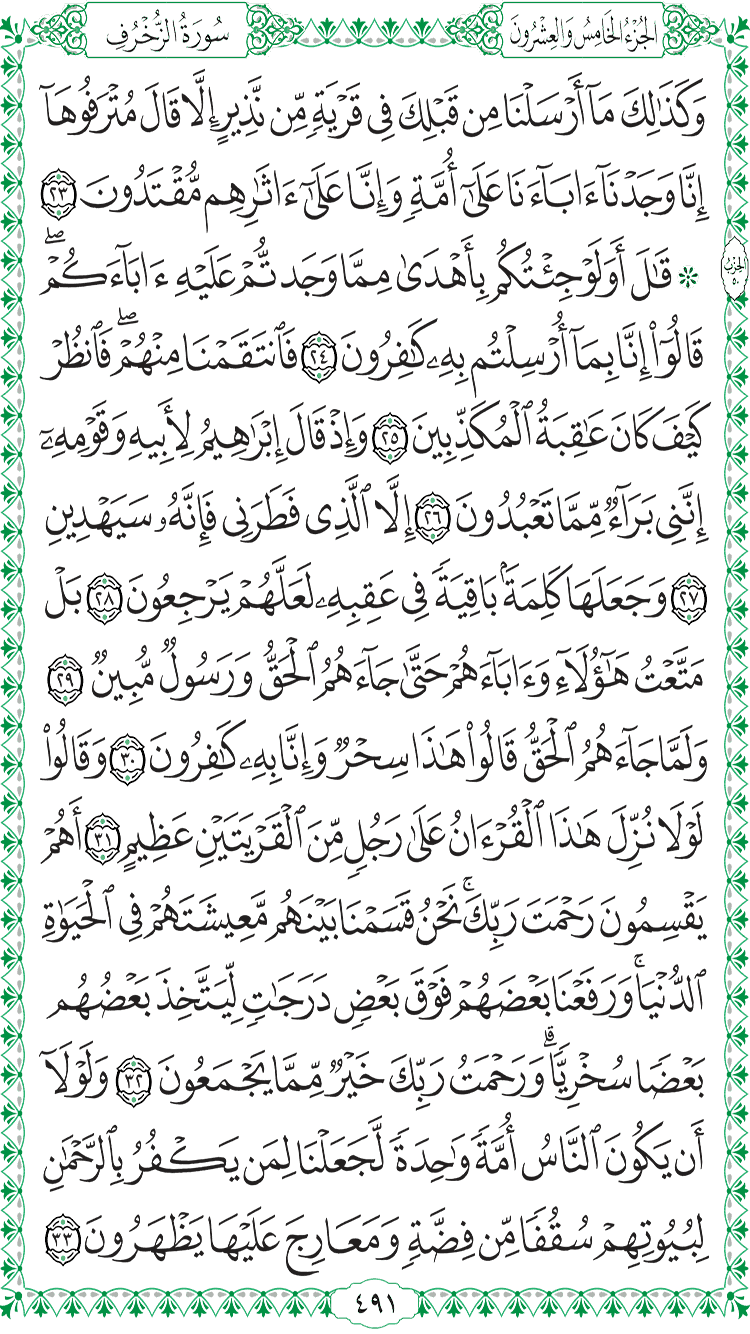 الجُزْءُ الخَامِسُ وَالعِشْرُونَ
سُورَةُ الزُّخْرُفِ
وَكَذَٰلِكَ مَآ أَرْسَلْنَا مِن قَبْلِكَ فِي قَرْيَةٍ مِّن نَّذِيرٍ إِلَّا قَالَ مُتْرَفُوهَآ
إِنَّا وَجَدْنَآ ءَابَآءَنَا عَلَىٰٓ أُمَّةٍ وَإِنَّا عَلَىٰٓ ءَاثَٰرِهِم مُّقْتَدُونَ ٢٣
۞ قَٰلَ أَوَلَوْ جِئْتُكُم بِأَهْدَىٰ مِمَّا وَجَدتُّمْ عَلَيْهِ ءَابَآءَكُمْۖ
قَالُوٓاْ إِنَّا بِمَآ أُرْسِلْتُم بِهِۦ كَٰفِرُونَ ٢٤ فَٱنتَقَمْنَا مِنْهُمْۖ فَٱنظُرْ
كَيْفَ كَانَ عَٰقِبَةُ ٱلْمُكَذِّبِينَ ٢٥ وَإِذْ قَالَ إِبْرَٰهِيمُ لِأَبِيهِ وَقَوْمِهِۦٓ
إِنَّنِي بَرَآءٌ مِّمَّا تَعْبُدُونَ ٢٦ إِلَّا ٱلَّذِي فَطَرَنِي فَإِنَّهُۥ سَيَهْدِينِ
٢٧ وَجَعَلَهَا كَلِمَةَۢ بَاقِيَةً فِي عَقِبِهِۦ لَعَلَّهُمْ يَرْجِعُونَ ٢٨ بَلْ
مَتَّعْتُ هَٰٓؤُلَآءِ وَءَابَآءَهُمْ حَتَّىٰ جَآءَهُمُ ٱلْحَقُّ وَرَسُولٌ مُّبِينٌ ٢٩
وَلَمَّا جَآءَهُمُ ٱلْحَقُّ قَالُواْ هَٰذَا سِحْرٌ وَإِنَّا بِهِۦ كَٰفِرُونَ ٣٠ وَقَالُواْ
لَوْلَا نُزِّلَ هَٰذَا ٱلْقُرْءَانُ عَلَىٰ رَجُلٍ مِّنَ ٱلْقَرْيَتَيْنِ عَظِيمٍ ٣١ أَهُمْ
يَقْسِمُونَ رَحْمَتَ رَبِّكَۚ نَحْنُ قَسَمْنَا بَيْنَهُم مَّعِيشَتَهُمْ فِي ٱلْحَيَوٰةِ
ٱلدُّنْيَاۚ وَرَفَعْنَا بَعْضَهُمْ فَوْقَ بَعْضٍ دَرَجَٰتٍ لِّيَتَّخِذَ بَعْضُهُم
بَعْضًا سُخْرِيًّاۗ وَرَحْمَتُ رَبِّكَ خَيْرٌ مِّمَّا يَجْمَعُونَ ٣٢ وَلَوْلَآ
أَن يَكُونَ ٱلنَّاسُ أُمَّةً وَٰحِدَةً لَّجَعَلْنَا لِمَن يَكْفُرُ بِٱلرَّحْمَٰنِ
لِبُيُوتِهِمْ سُقُفًا مِّن فِضَّةٍ وَمَعَارِجَ عَلَيْهَا يَظْهَرُونَ ٣٣
الحِزْبُ
٥٠
٤٩١